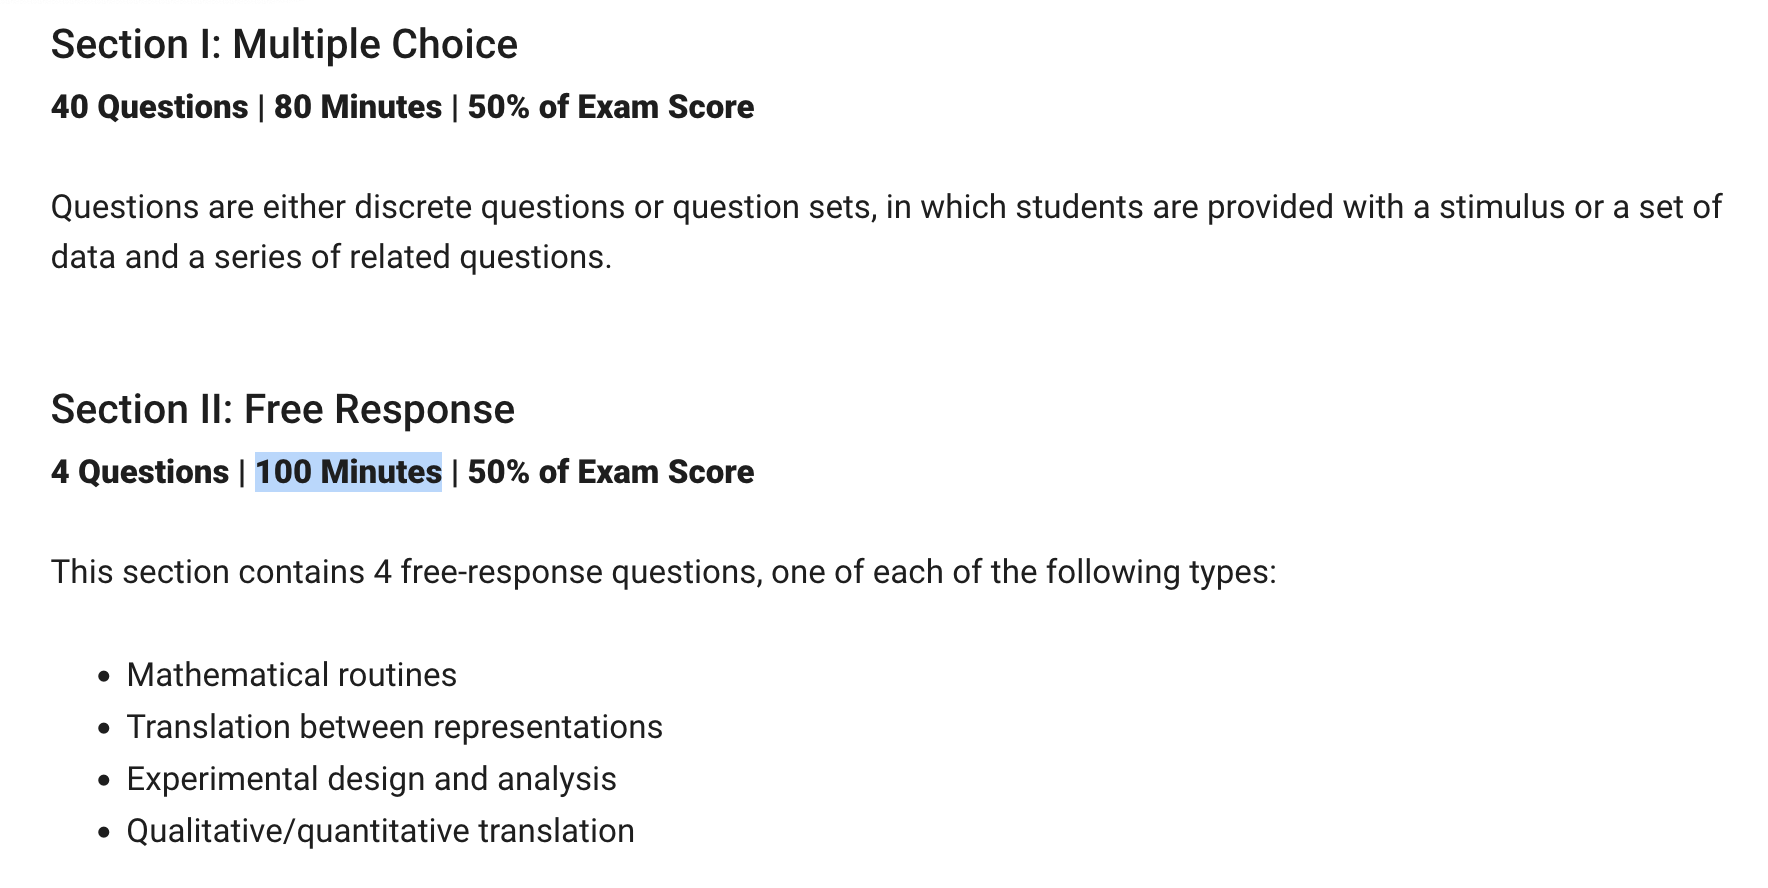 Section I: Multiple Choice
40 Questions | 80 Minutes | 50% of Exam Score
Questions are either discrete questions or question sets, in which students are provided with a stimulus or a set of
data and a series of related questions.
Section II: Free Response
4 Questions | 100 Minutes | 50% of Exam Score
This section contains 4 free-response questions, one of each of the following types:
• Mathematical routines
• Translation between representations
• Experimental design and analysis
• Qualitative/quantitative translation